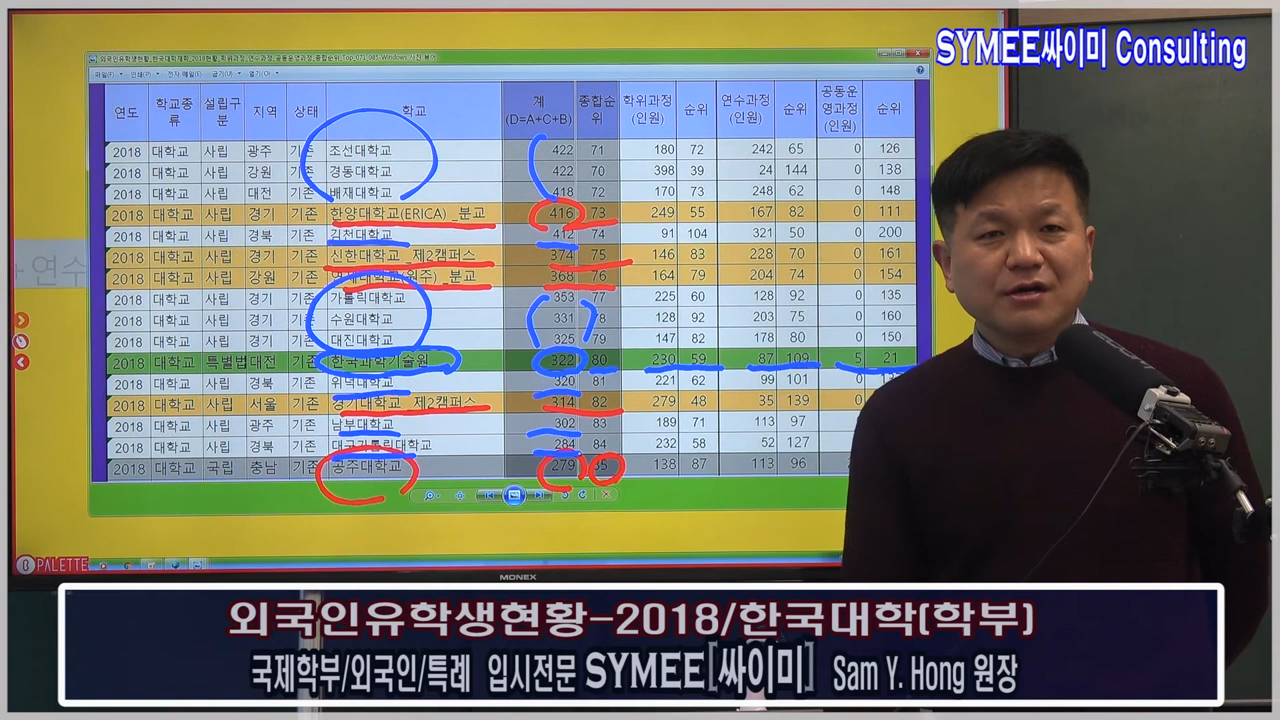 SYMEE싸이미 Consulting
연도 학교종류 설립구분 지역 상태 학교 계 (D=A+C+B) 종합순위 학위과정(인원) 순위 연수과정(인원) 순위 공동운영과정(인원) 순위
2018 대학교 사립 광주 기존 조선대학교 422 71 180 72 242 65 0 126
2018 대학교 사립 강원 기존 경동대학교 422 70 398 39 24 144 0 138
2018 대학교 사립 대전 기존 배재대학교 418 72 170 73 248 62 0 148
2018 대학교 사립 경기 기존 한양대학교(ERICA) _분교 416 73 249 55 167 82 0 111
2018 대학교 사립 경북 기존 김천대학교 412 74 91 104 321 50 0 200
2018 대학교 사립 경기 기존 신한대학교 _제2캠퍼스 374 75 146 83 228 70 0 161
2018 대학교 사립 강원 기존 연세대학교(원주) _분교 368 76 164 79 204 74 0 154
2018 대학교 사립 경기 기존 가톨릭대학교 353 77 225 60 128 92 0 135
2018 대학교 사립 경기 기존 수원대학교 331 78 128 92 203 75 0 160
2018 대학교 사립 경기 기존 대진대학교 325 79 147 82 178 80 0 150
2018 대학교 특별법 대전 기존 한국과학기술원 322 80 230 59 87 109 5 21
2018 대학교 사립 경북 기존 위덕대학교 320 81 221 62 99 101 0
2018 대학교 사립 서울 기존 경기대학교 _제2캠퍼스 314 82 279 48 35 139 0
2018 대학교 사립 광주 기존 남부대학교 302 83 189 71 113 97
2018 대학교 사립 경북 기존 대구가톨릭대학교 284 84 232 58 52 127
2018 대학교 국립 충남 기존 공주대학교 279 85 138 87 113 96
연수
PALETTE
MONEX
외국인유학생현황-2018/한국대학(학부)
국제학부/외국인/특례 입시전문 SYMEE[싸이미] Sam Y. Hong 원장